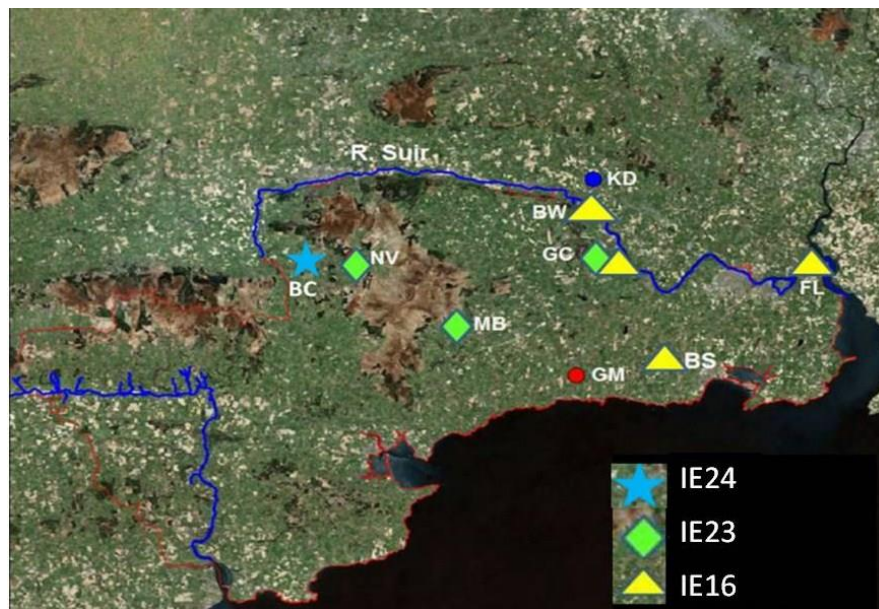 R. Suir
KD
BW
NV
GC
BC
FL
MB
BS
GM
IE24
IE23
IE16